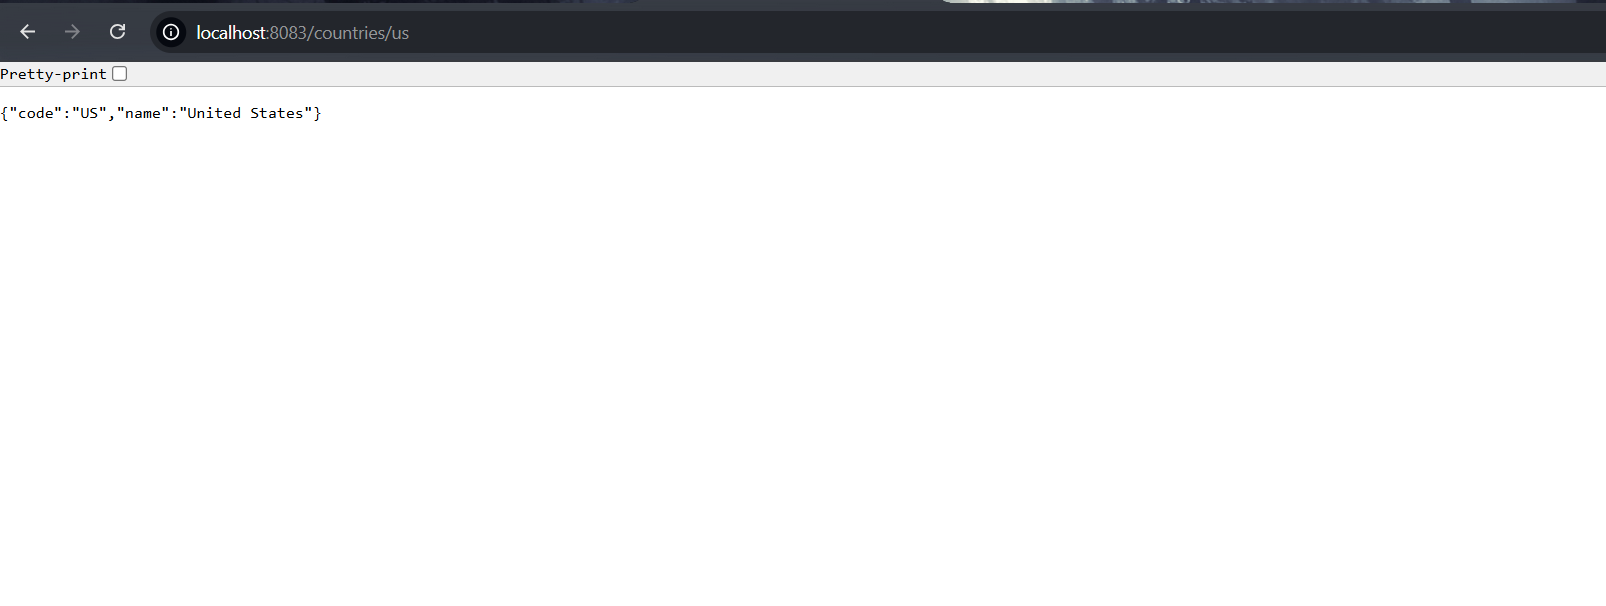 localhost:8083/countries/us
Pretty-print
{"code":"US","name":"United States"}